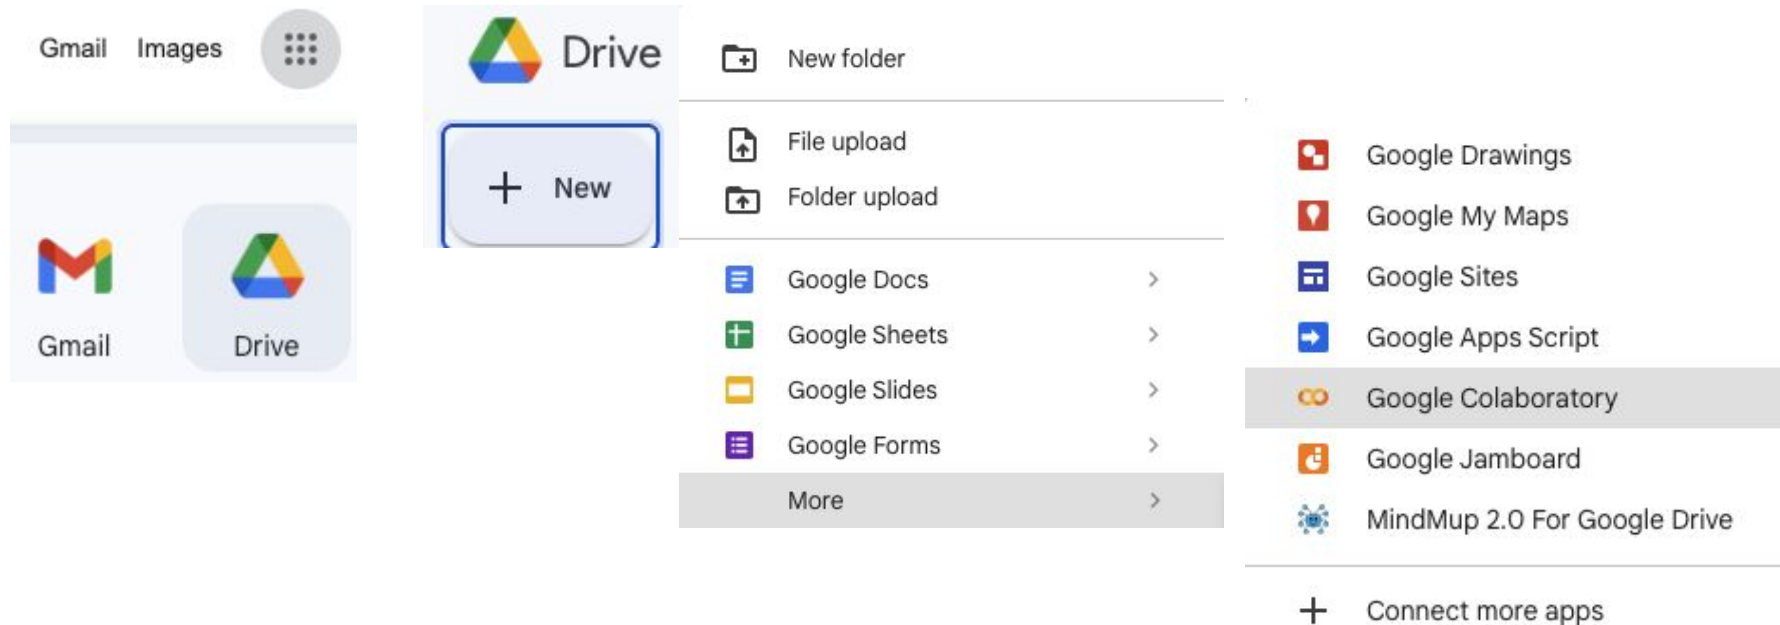 Gmail Images
Gmail
Drive
Drive
New
New folder
File upload
Folder upload
Google Docs
Google Sheets
Google Slides
Google Forms
More
Google Drawings
Google My Maps
Google Sites
Google Apps Script
Google Colaboratory
Google Jamboard
MindMup 2.0 For Google Drive
Connect more apps